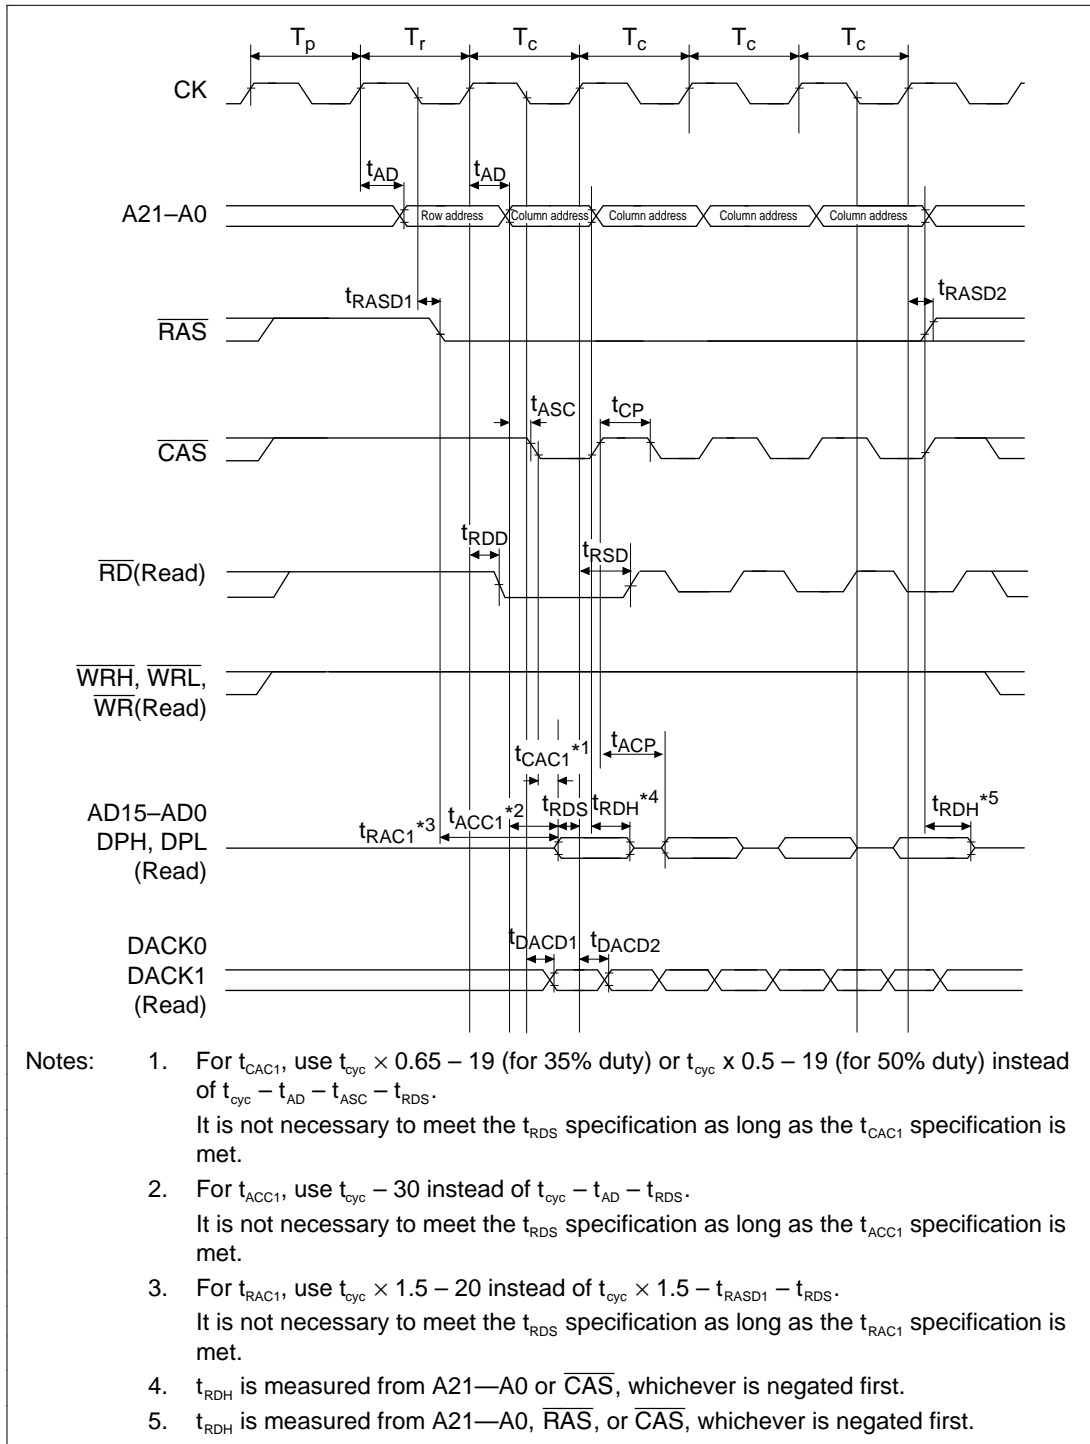 Tp Tr Tc Tc Tc Tc
CK
tAD tAD
A21–A0 Row address Column address Column address Column address Column address
tRASD1 tRASD2
RAS
tASC tCP
CAS
tRDD tRSD
RD(Read)
WRH, WRL,
WR(Read)
tCAC1*1 tACP
AD15–AD0
DPH, DPL
(Read)
tRAC1*3 tACC1*2 tRDS tRDH*4 tRDH*5
DACK0
DACK1
(Read)
tDACD1 tDACD2
Notes: 1. For tCAC1, use tcyc × 0.65 – 19 (for 35% duty) or tcyc x 0.5 – 19 (for 50% duty) instead
of tcyc – tAD – tASC – tRDS.
It is not necessary to meet the tRDS specification as long as the tCAC1 specification is
met.
2. For tACC1, use tcyc – 30 instead of tcyc – tAD – tRDS.
It is not necessary to meet the tRDS specification as long as the tACC1 specification is
met.
3. For tRAC1, use tcyc × 1.5 – 20 instead of tcyc × 1.5 – tRASD1 – tRDS.
It is not necessary to meet the tRDS specification as long as the tRAC1 specification is
met.
4. tRDH is measured from A21—A0 or CAS, whichever is negated first.
5. tRDH is measured from A21—A0, RAS, or CAS, whichever is negated first.